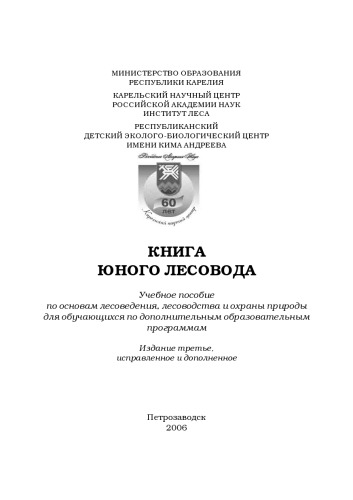 МИНИСТЕРСТВО ОБРАЗОВАНИЯ
РЕСПУБЛИКИ КАРЕЛИЯ
КАРЕЛЬСКИЙ НАУЧНЫЙ ЦЕНТР
РОССИЙСКОЙ АКАДЕМИИ НАУК
ИНСТИТУТ ЛЕСА
РЕСПУБЛИКАНСКИЙ
ДЕТСКИЙ ЭКОЛОГО-БИОЛОГИЧЕСКИЙ ЦЕНТР
ИМЕНИ КИМА АНДРЕЕВА
Российская Академия Наук
60
ЛЕТ
Карельский научный центр
КНИГА
ЮНОГО ЛЕСОВОДА
Учебное пособие
по основам лесоведения, лесоводства и охраны природы
для обучающихся по дополнительным образовательным
программам
Издание третье,
исправленное и дополненное
Петрозаводск
2006